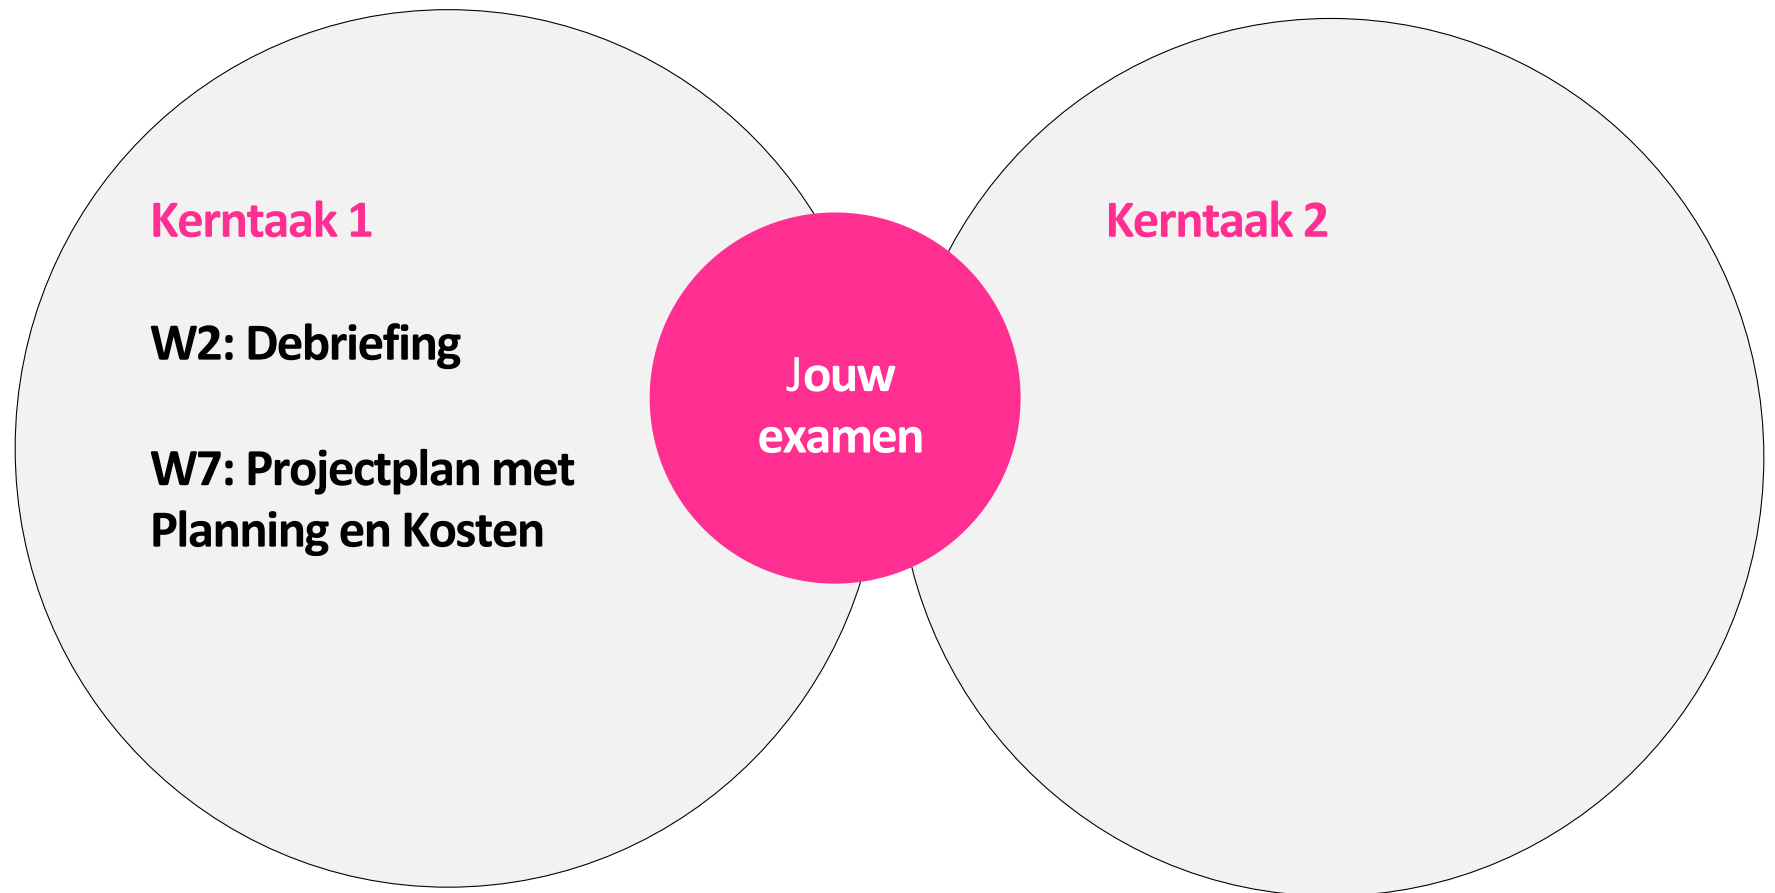 Kerntaak 1
W2: Debriefing
W7: Projectplan met
Planning en Kosten
Jouw
examen
Kerntaak 2